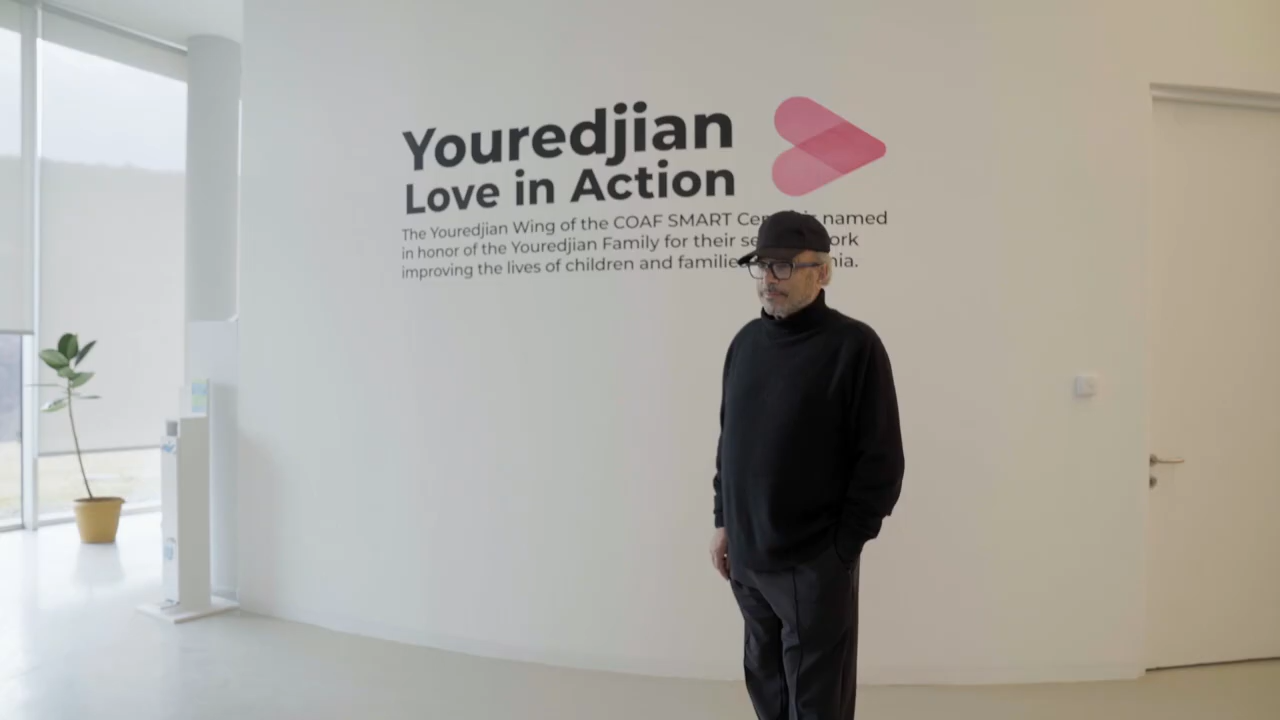 Youredjian
Love in Action
The Youredjian Wing of the COAF SMART named
in honor of the Youredjian Family for their
improving the lives of children and